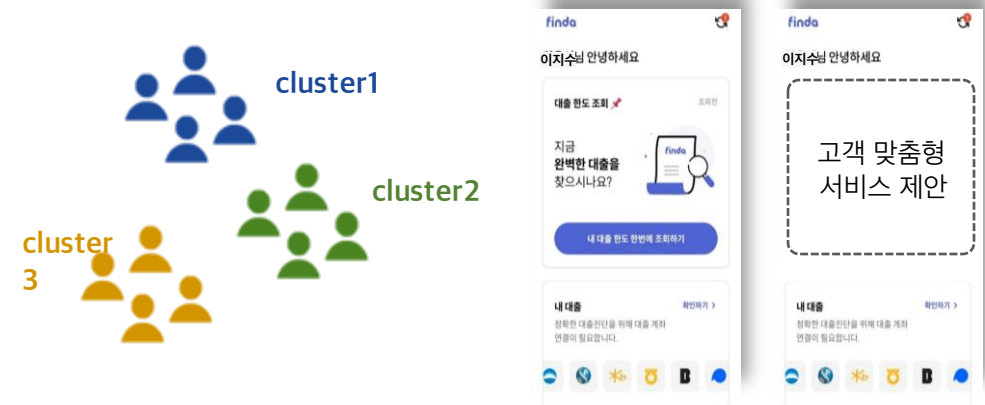 cluster1
cluster2
cluster
3
finda
이지수님 안녕하세요
대출 한도 조회
조회전
지금
완벽한 대출을
찾으시나요?
finda
내 대출 한도 한번에 조회하기
내 대출
확인하기 >
정확한 대출진단을 위해 대출 계좌
연결이 필요합니다.
B
finda
이지수님 안녕하세요
고객 맞춤형
서비스 제안
내 대출
확인하기 >
정확한 대출진단을 위해 대출 계좌
연결이 필요합니다.
B